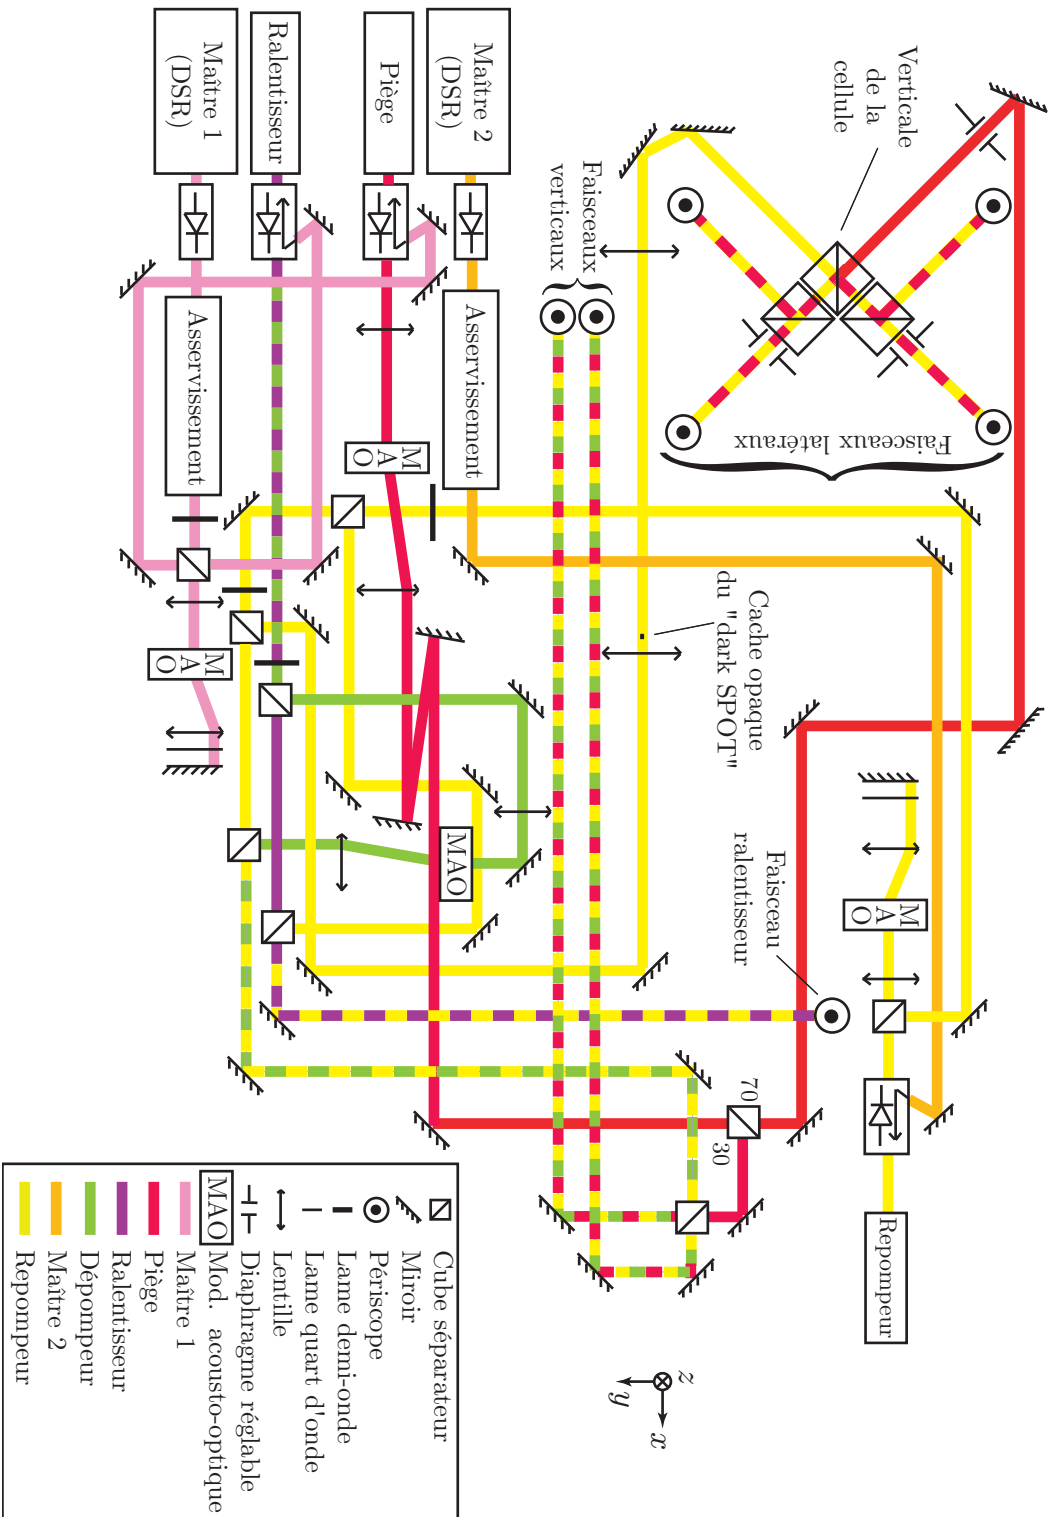 Maître 1
(DSR)
Ralentisseur
Piège
Maître 2
(DSR)
Asservissement
Asservissement
MAO
MAO
MAO
MAO
Verticale
de la
cellule
Faisceaux
verticaux
Faisceaux latéraux
Cache opaque
du "dark SPOT"
Faisceau
ralentisseur
70
30
Repompeur
z
y
x
Cube séparateur
Miroir
Périscope
Lame demi-onde
Lame quart d'onde
Lentille
Diaphragme réglable
MAO Mod. acousto-optique
Maître 1
Piège
Ralentisseur
Dépompeur
Maître 2
Repompeur